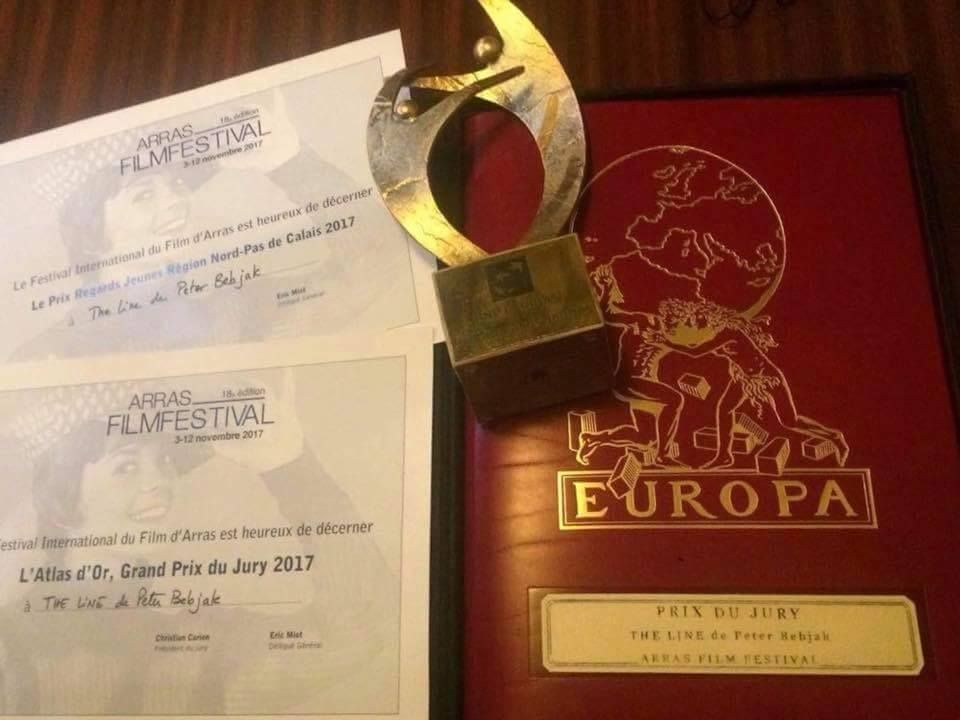 ARRAS 18e édition
FILMFESTIVAL
3-12 novembre 2017
Le Festival International du Film d'Arras est heureux de décerner
Le Prix Regards Jeunes Région Nord-Pas de Calais 2017
à The Line de Peter Bebjak
Eric Miot
Délégué Général
ARRAS 18e édition
FILMFESTIVAL
3-12 novembre 2017
Festival International du Film d'Arras est heureux de décerner
L'Atlas d'Or, Grand Prix du Jury 2017
à THE LINE de Peter Bebjak
Christian Carion
Président du jury
Eric Miot
Délégué Général
EUROPA
PRIX DU JURY
THE LINE de Peter Bebjak
ARRAS FILM FESTIVAL